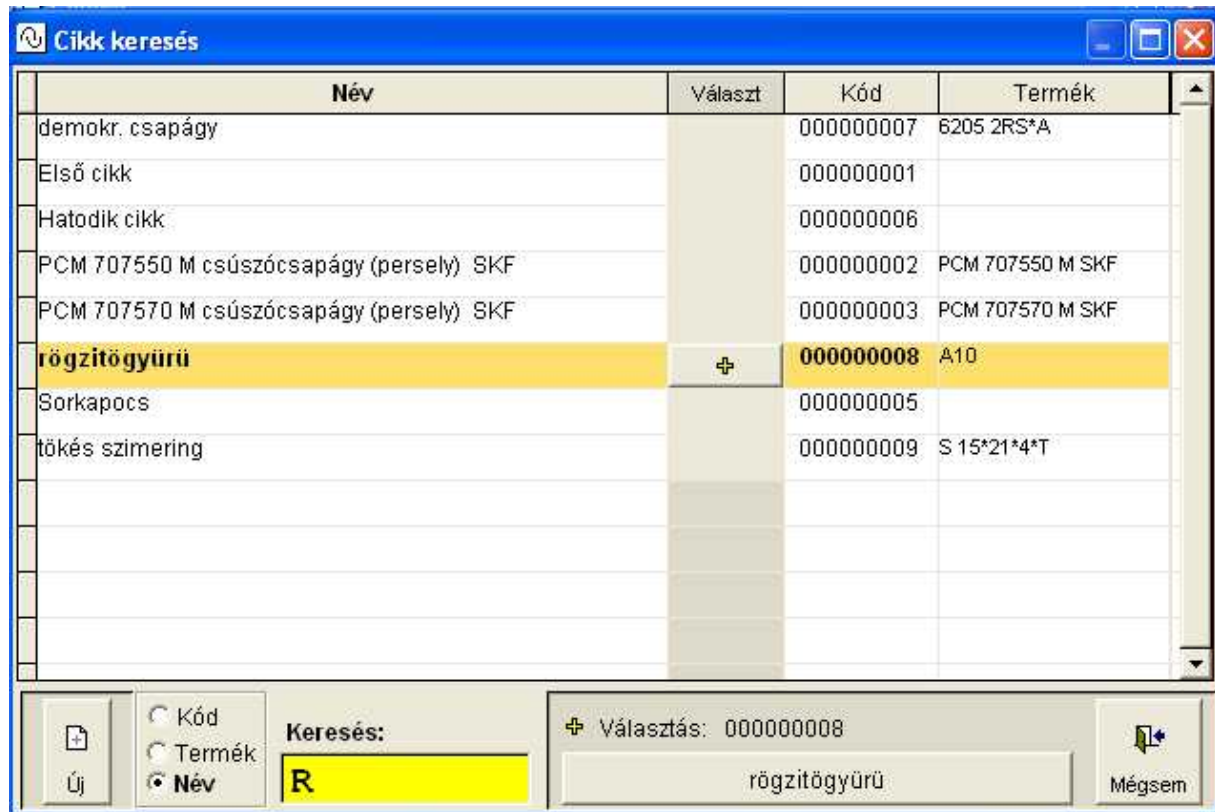 Cikk keresés
Név Választ Kód Termék
demokr. csapágy 000000007 6205 2RS*A
Első cikk 000000001
Hatodik cikk 000000006
PCM 707550 M csúszócsapágy (persely) SKF 000000002 PCM 707550 M SKF
PCM 707570 M csúszócsapágy (persely) SKF 000000003 PCM 707570 M SKF
rögzitögyürü 000000008 A10
Sorkapocs 000000005
tökés szimering 000000009 S 15*21*4*T
Új
Kód
Termék
Név
Keresés:
R
Választás: 000000008
rögzitögyürü
Mégsem